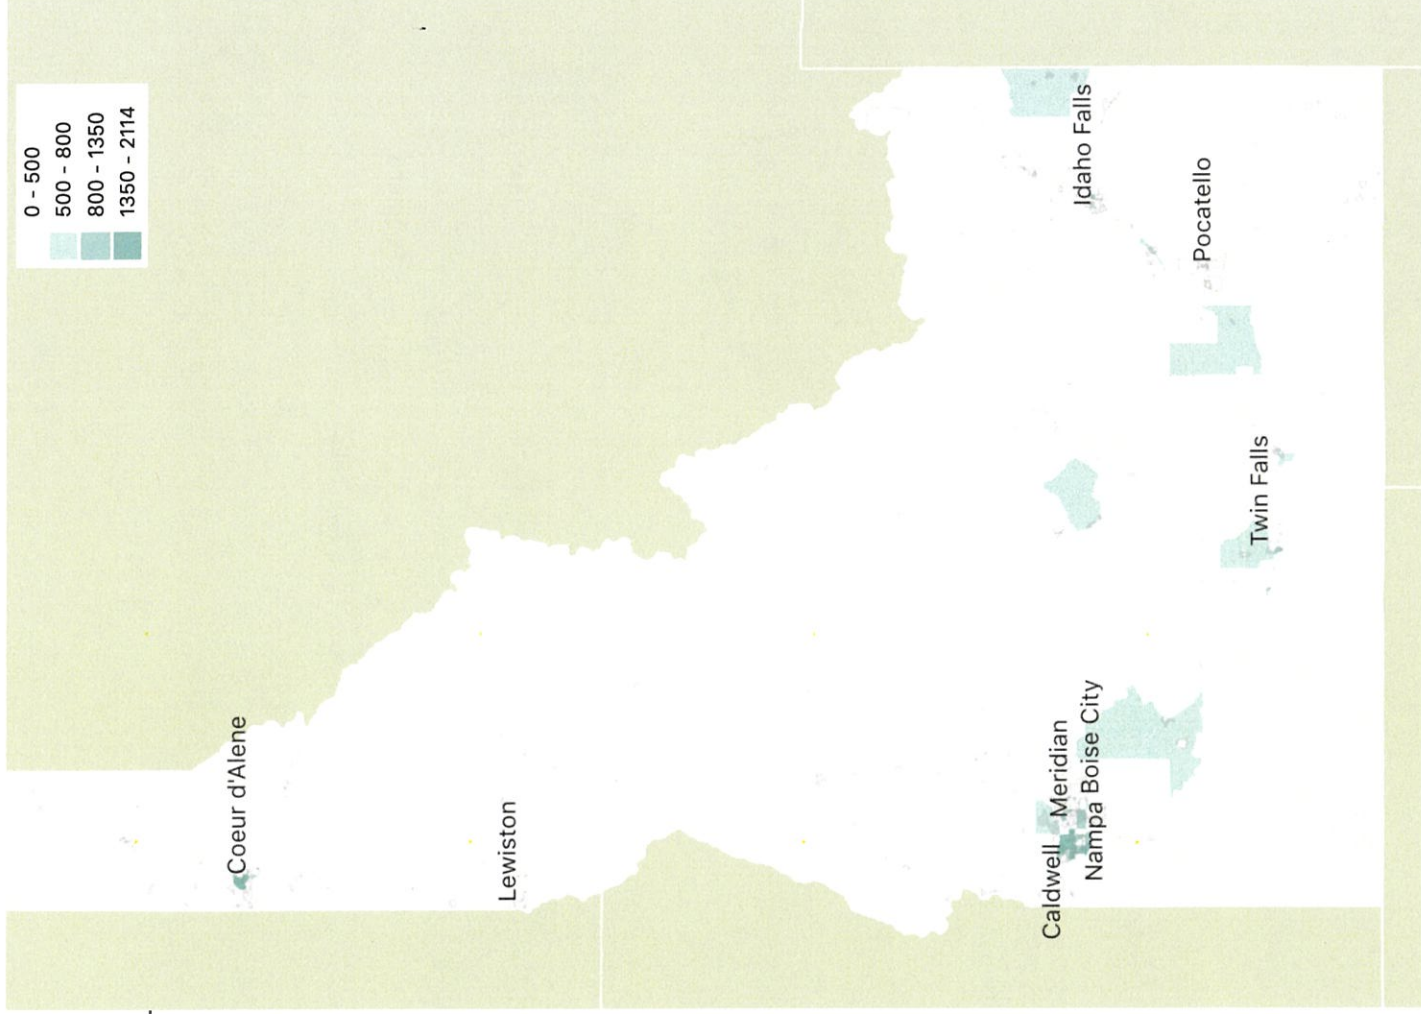 0 - 500
500 - 800
800 - 1350
1350 - 2114
Coeur d'Alene
Lewiston
Caldwell
Meridian
Nampa
Boise City
Twin Falls
Pocatello
Idaho Falls